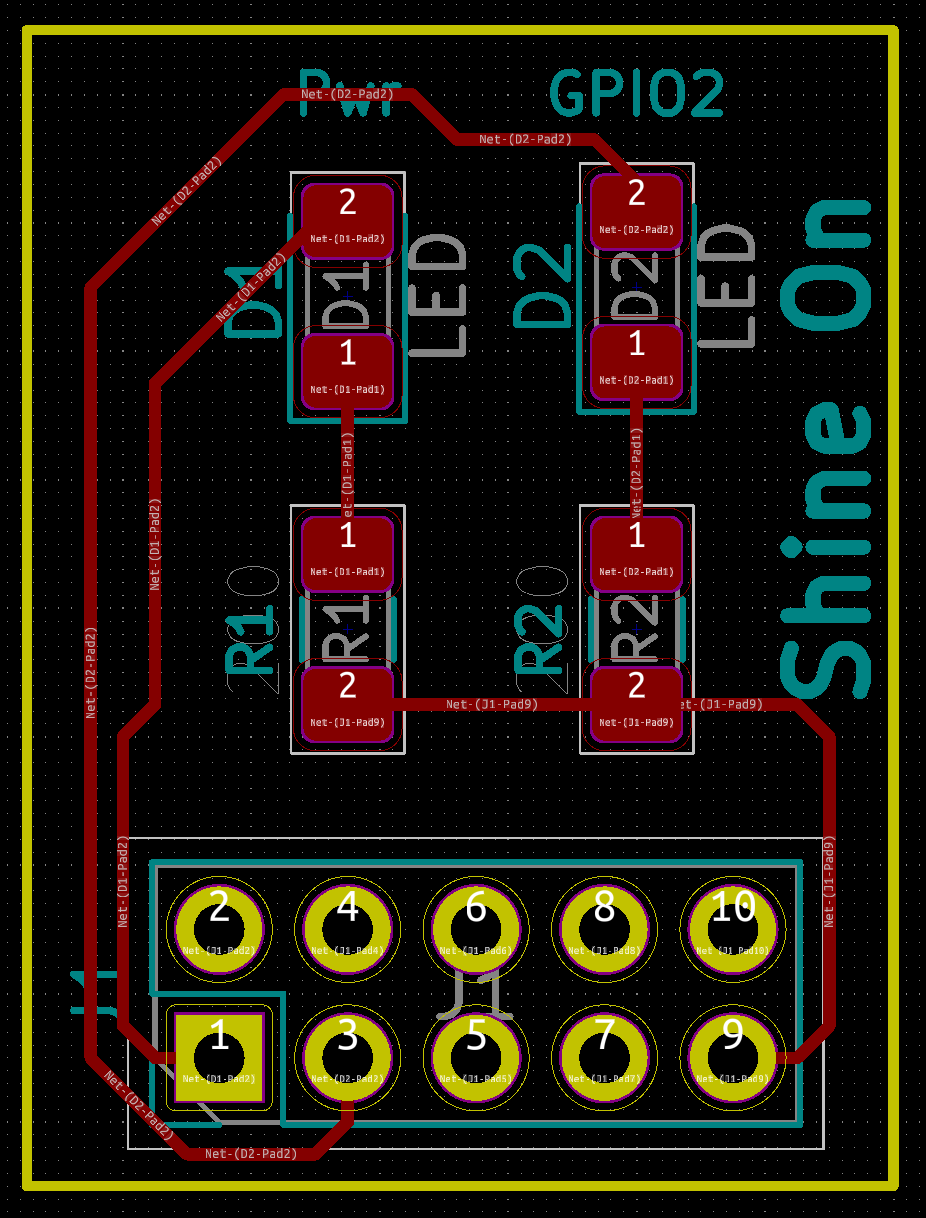 Pwr
GPIO2
Net-(D2-Pad2)
Net-(D2-Pad2)
Net-(D2-Pad2)
2
Net-(D1-Pad2)
2
Net-(D2-Pad2)
Net-(D1-Pad2)
D1
D1
LED
D2
D2
LED
Shine On
1
Net-(D1-Pad1)
1
Net-(D2-Pad1)
et-(D1-Pad1)
Net-(D2-Pad1)
Net-(D1-Pad2)
1
Net-(D1-Pad1)
1
Net-(D2-Pad1)
R1
R1
R2
R2
Net-(D2-Pad2)
2
Net-(J1-Pad9)
Net-(J1-Pad9)
2
Net-(J1-Pad9)
et-(J1-Pad9)
Net-(D1-Pad2)
Net-(J1-Pad9)
2
Net-(J1-Pad2)
4
Net-(J1-Pad4)
6
Net-(J1-Pad6)
8
Net-(J1-Pad8)
10
Net-(J1-Pad10)
J1
J1
1
Net-(D1-Pad2)
3
Net-(D2-Pad2)
5
Net-(J1-Pad5)
7
Net-(J1-Pad7)
9
Net-(J1-Pad9)
Net-(D2-Pad2)
Net-(D2-Pad2)